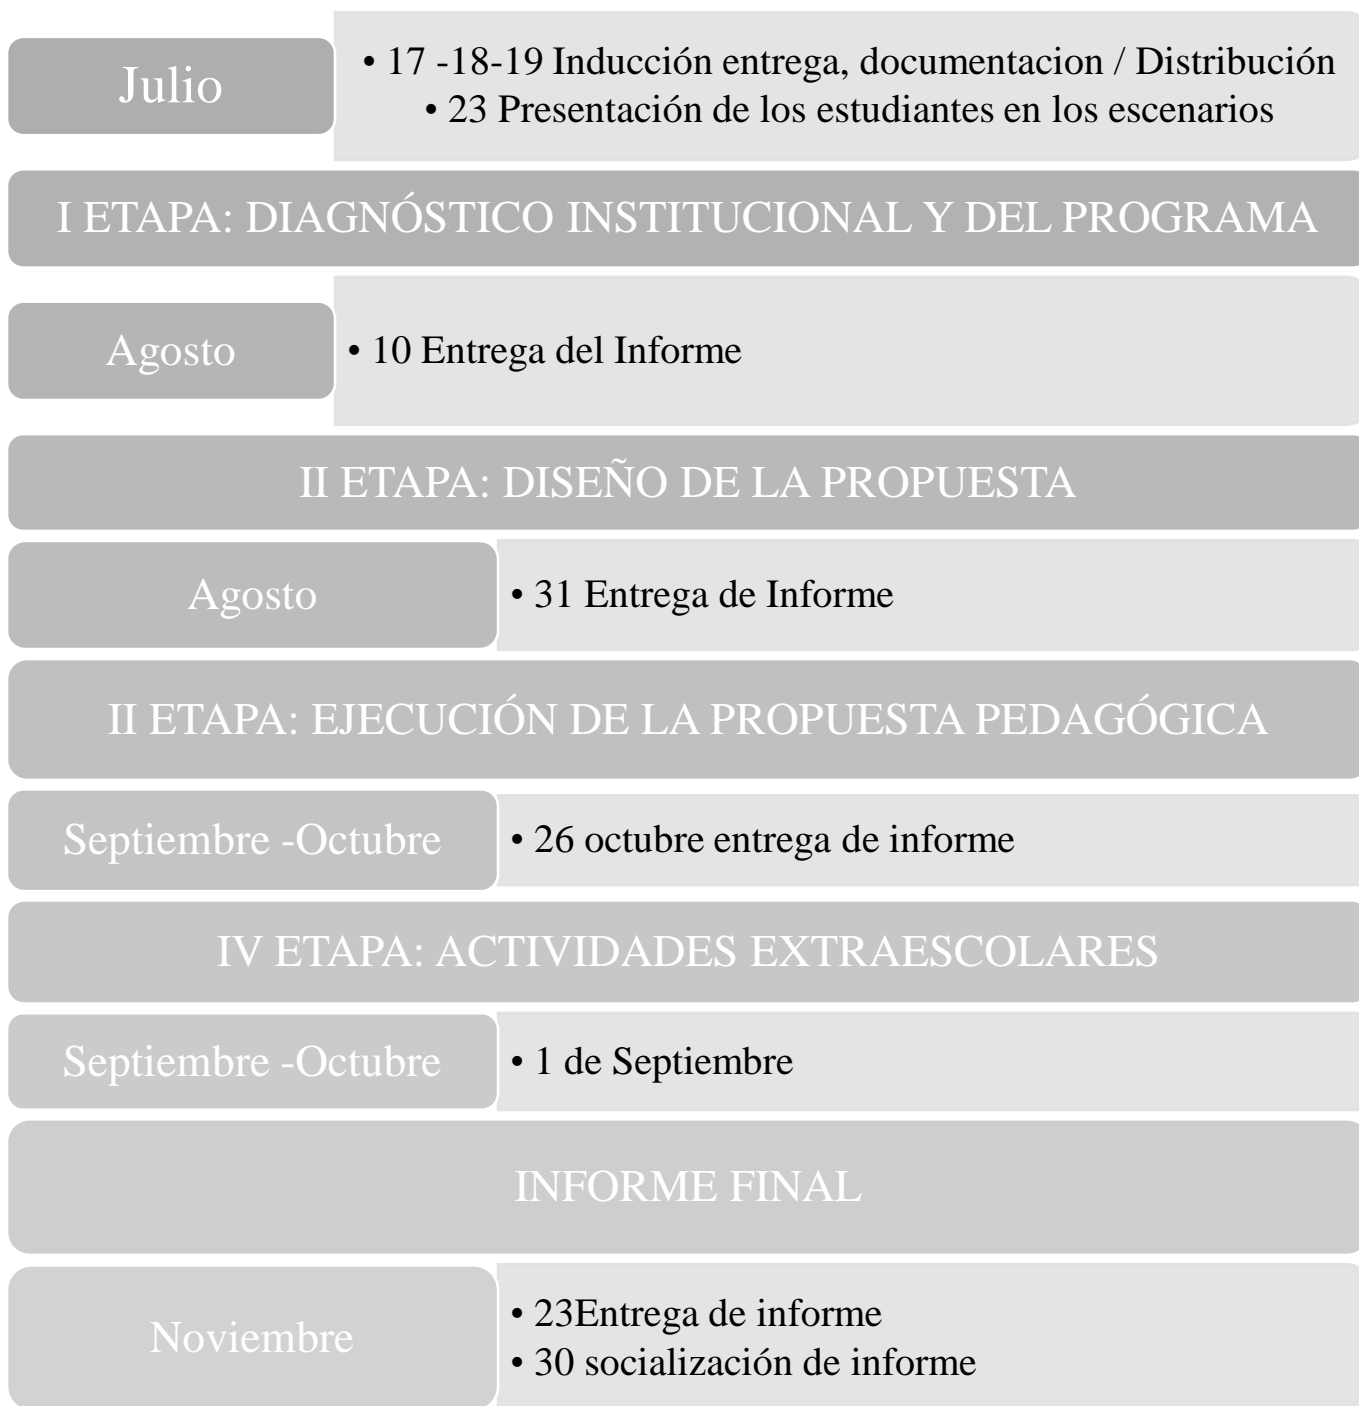 Julio
• 17 -18-19 Inducción entrega, documentacion / Distribución
• 23 Presentación de los estudiantes en los escenarios
I ETAPA: DIAGNÓSTICO INSTITUCIONAL Y DEL PROGRAMA
Agosto
• 10 Entrega del Informe
II ETAPA: DISEÑO DE LA PROPUESTA
Agosto
• 31 Entrega de Informe
II ETAPA: EJECUCIÓN DE LA PROPUESTA PEDAGÓGICA
Septiembre -Octubre
• 26 octubre entrega de informe
IV ETAPA: ACTIVIDADES EXTRAESCOLARES
Septiembre -Octubre
• 1 de Septiembre
INFORME FINAL
Noviembre
• 23Entrega de informe
• 30 socialización de informe